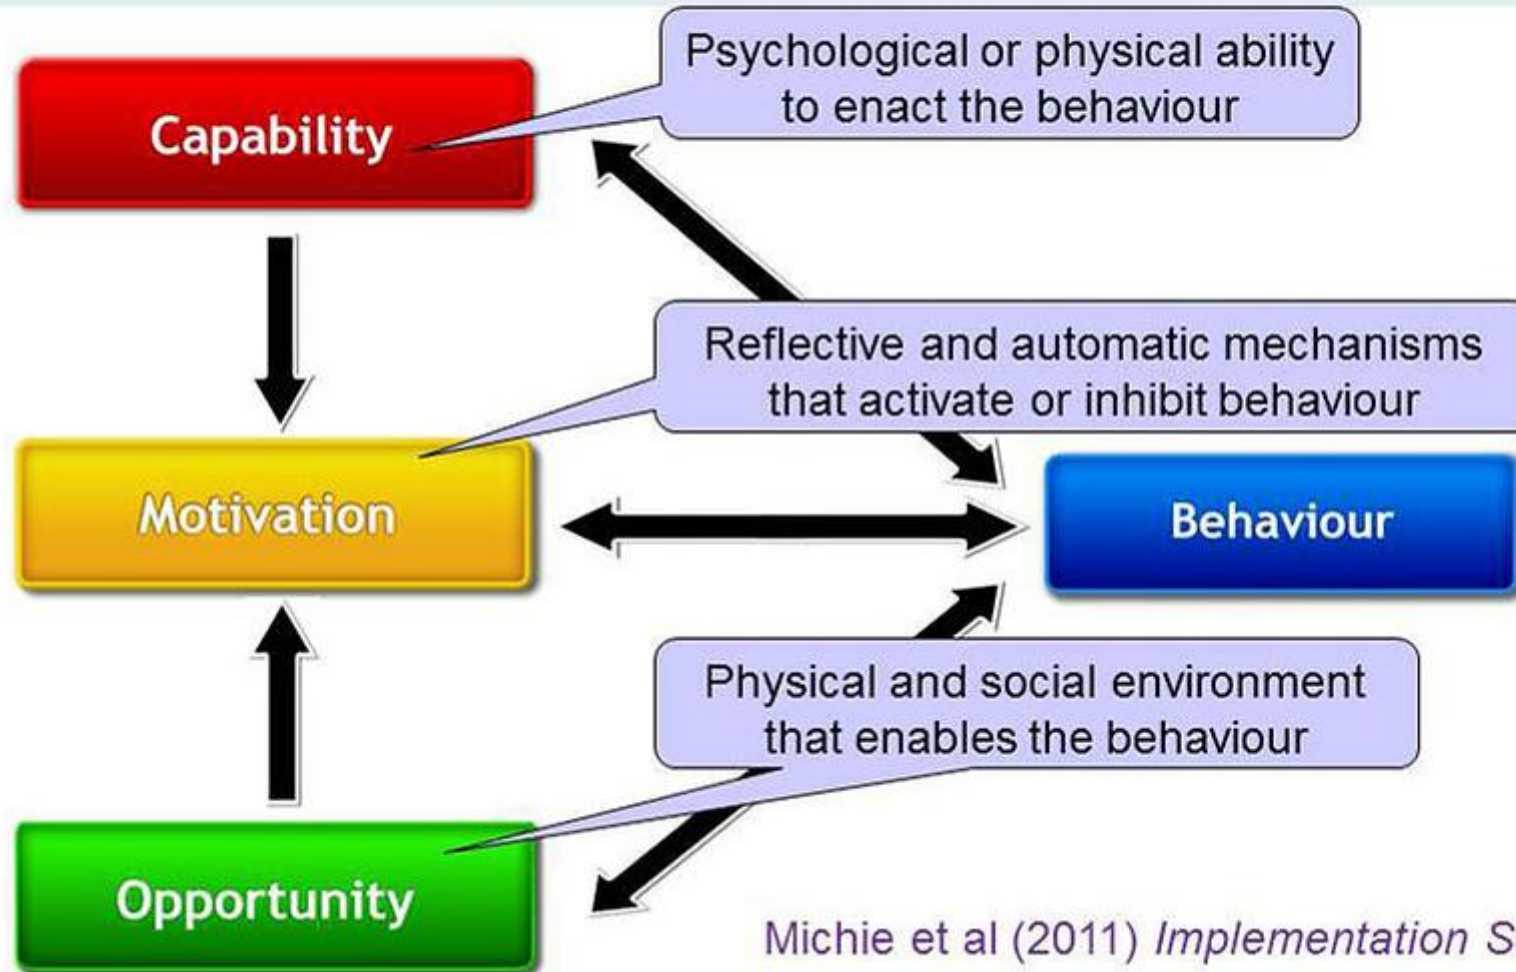 Psychological or physical ability
to enact the behaviour
Capability
Reflective and automatic mechanisms
that activate or inhibit behaviour
Motivation
Behaviour
Physical and social environment
that enables the behaviour
Opportunity
Michie et al (2011) Implementation